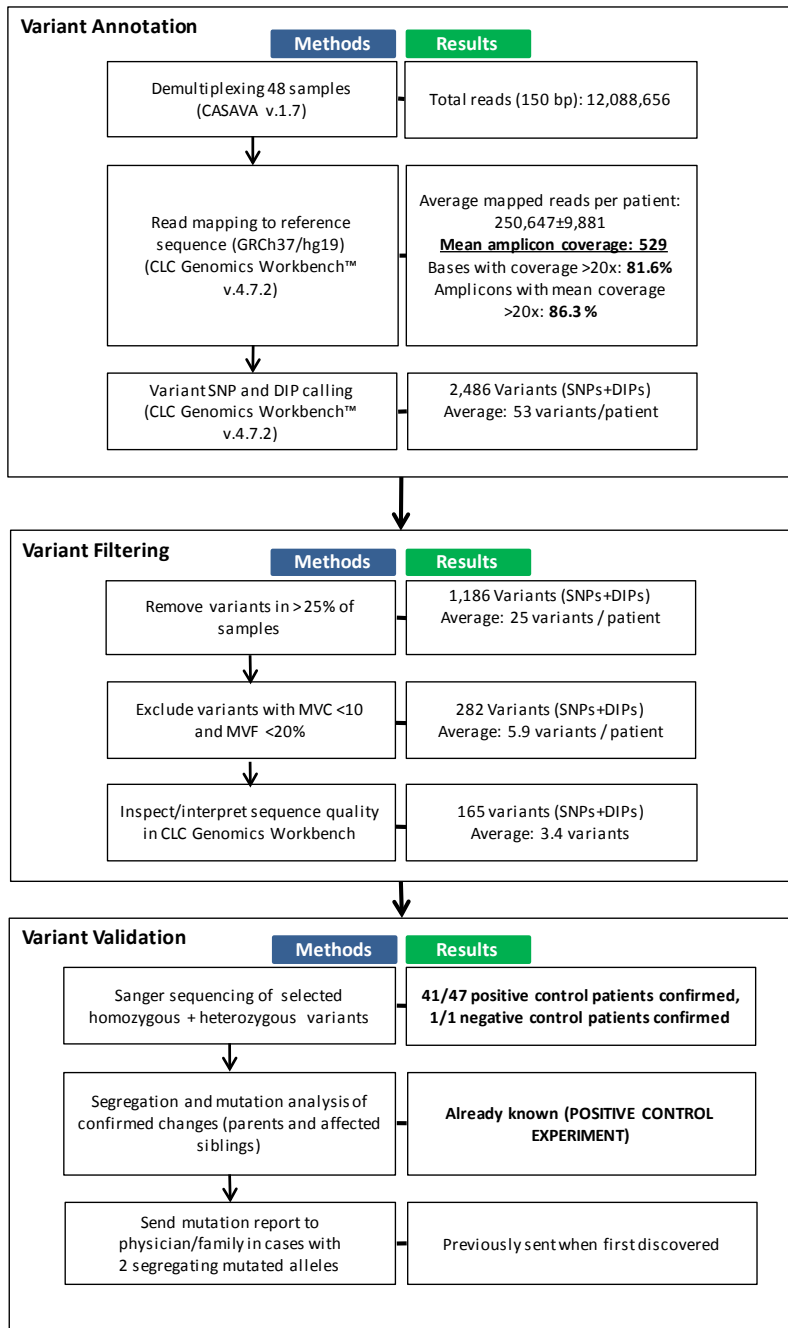 Variant Annotation
Methods
Results
Demultiplexing 48 samples
(CASAVA v.1.7)
Total reads (150 bp): 12,088,656
Read mapping to reference
sequence (GRCh37/hg19)
(CLC Genomics Workbench™
v.4.7.2)
Average mapped reads per patient:
250,647±9,881
Mean amplicon coverage: 529
Bases with coverage >20x: 81.6%
Amplicons with mean coverage
>20x: 86.3%
Variant SNP and DIP calling
(CLC Genomics Workbench™
v.4.7.2)
2,486 Variants (SNPs+DIPs)
Average: 53 variants/patient
Variant Filtering
Methods
Results
Remove variants in >25% of
samples
1,186 Variants (SNPs+DIPs)
Average: 25 variants / patient
Exclude variants with MVC <10
and MVF <20%
282 Variants (SNPs+DIPs)
Average: 5.9 variants / patient
Inspect/interpret sequence quality
in CLC Genomics Workbench
165 variants (SNPs+DIPs)
Average: 3.4 variants
Variant Validation
Methods
Results
Sanger sequencing of selected
homozygous + heterozygous variants
41/47 positive control patients confirmed,
1/1 negative control patients confirmed
Segregation and mutation analysis of
confirmed changes (parents and affected
siblings)
Already known (POSITIVE CONTROL
EXPERIMENT)
Send mutation report to
physician/family in cases with
2 segregating mutated alleles
Previously sent when first discovered